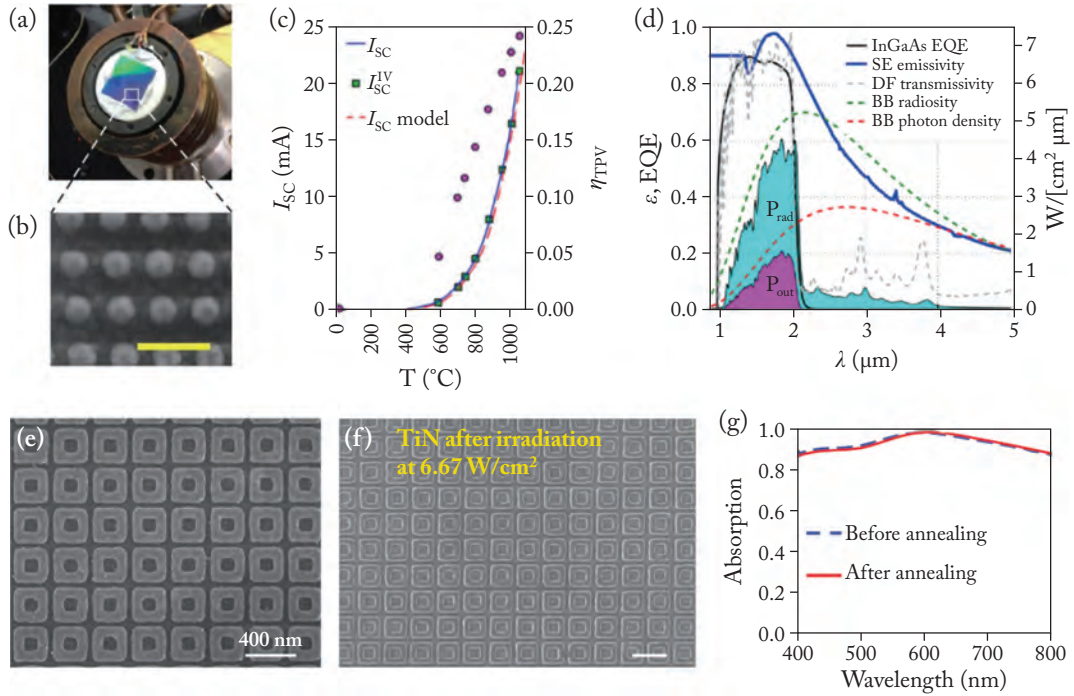 (a)
(b)
(c)
25
20
15
10
5
0
I_SC (mA)
I_SC
I_SC^IV
I_SC model
0.25
0.20
0.15
0.10
0.05
0.00
η_TPV
0
200
400
600
800
1000
T (°C)
(d)
1.0
0.8
0.6
0.4
0.2
0.0
ε, EQE
InGaAs EQE
SE emissivity
DF transmissivity
BB radiosity
BB photon density
P_rad
P_out
7
6
5
4
3
2
1
0
W/[cm² μm]
1
2
3
4
5
λ (μm)
(e)
400 nm
(f)
TiN after irradiation
at 6.67 W/cm²
(g)
1.0
0.8
0.6
0.4
0.2
0.0
Absorption
Before annealing
After annealing
400
500
600
700
800
Wavelength (nm)